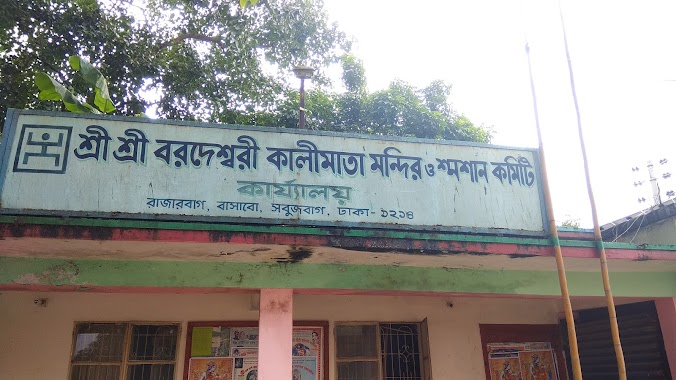 শ্রী শ্রী বরদেশ্বরী কালীমাতা মন্দির ও শ্মশান কমিটি
কার্য্যালয়
রাজারবাগ, বাসাবো, সবুজবাগ, ঢাকা-১২১৪